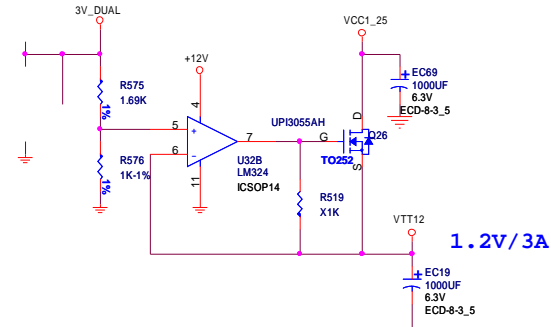 3V_DUAL
VCC1_25
+12V
EC69
1000UF
6.3V
ECD-8-3_5
R575
1.69K
1%
4
UPI3055AH
D
5
+
7
G
Q26
6
-
TO252
S
U32B
LM324
ICSOP14
R576
1K-1%
1%
11
R519
X1K
VTT12
1.2V/3A
EC19
1000UF
6.3V
ECD-8-3_5